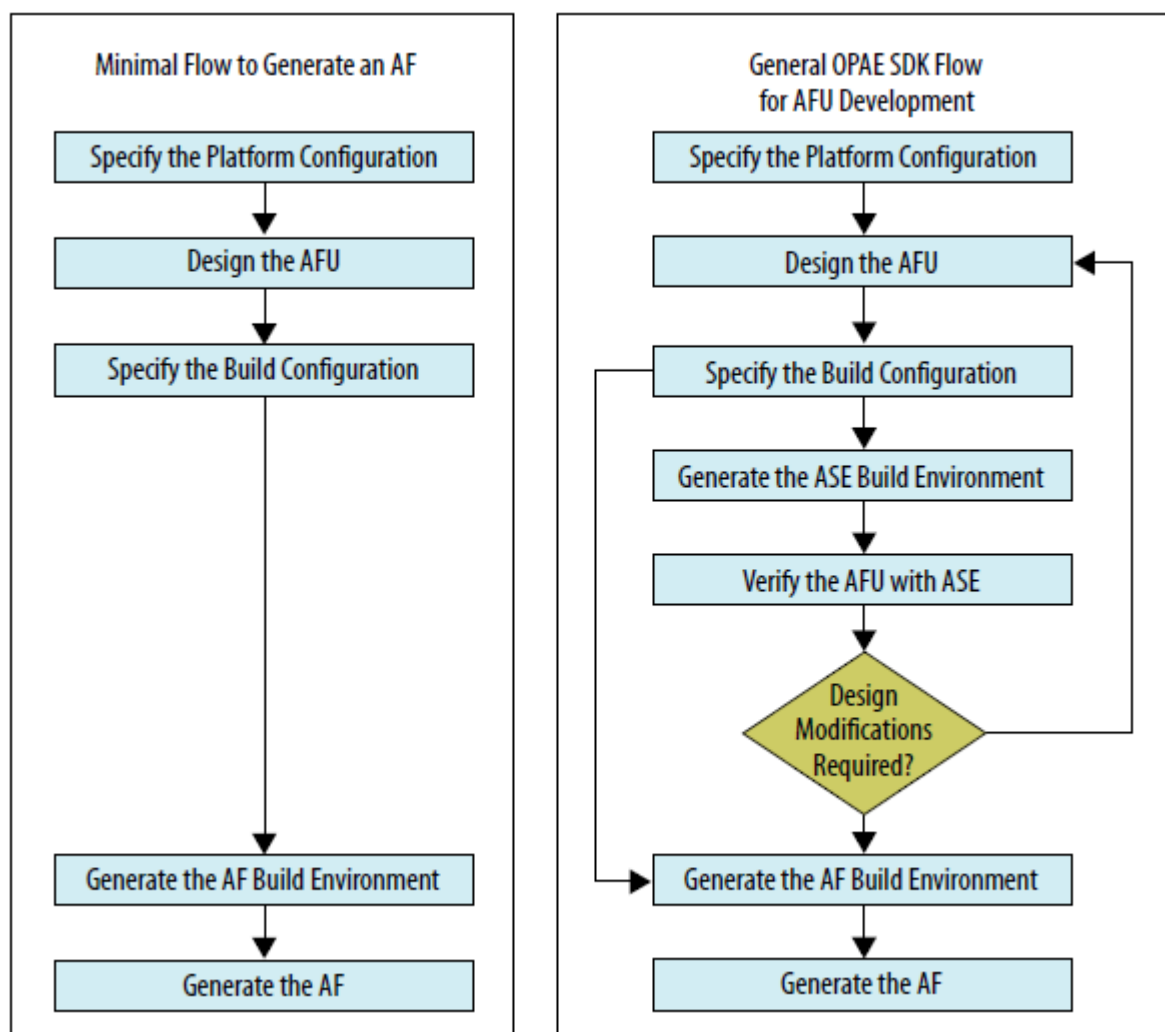 Minimal Flow to Generate an AF
Specify the Platform Configuration
Design the AFU
Specify the Build Configuration
Generate the AF Build Environment
Generate the AF
General OPAE SDK Flow
for AFU Development
Specify the Platform Configuration
Design the AFU
Specify the Build Configuration
Generate the ASE Build Environment
Verify the AFU with ASE
Design
Modifications
Required?
Generate the AF Build Environment
Generate the AF